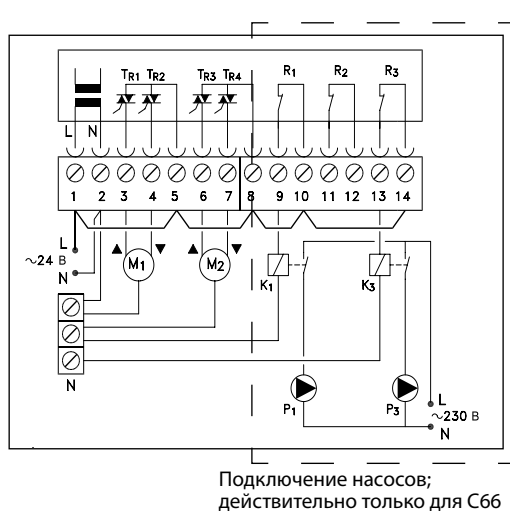 TR1 TR2 TR3 TR4 R1 R2 R3
L N
1 2 3 4 5 6 7 8 9 10 11 12 13 14
L
~24 В
N
M1 M2
K1 K3
N
P1 P3
L
~230 В
N
Подключение насосов;
действительно только для C66